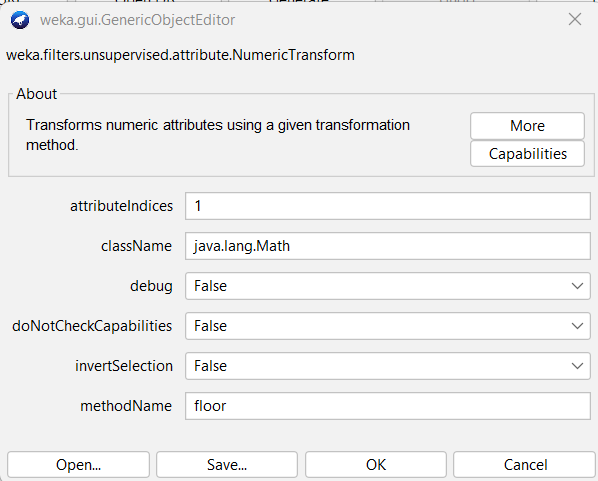 weka.gui.GenericObjectEditor
weka.filters.unsupervised.attribute.NumericTransform
About
Transforms numeric attributes using a given transformation
method.
More
Capabilities
attributeIndices 1
className java.lang.Math
debug False
doNotCheckCapabilities False
invertSelection False
methodName floor
Open... Save... OK Cancel